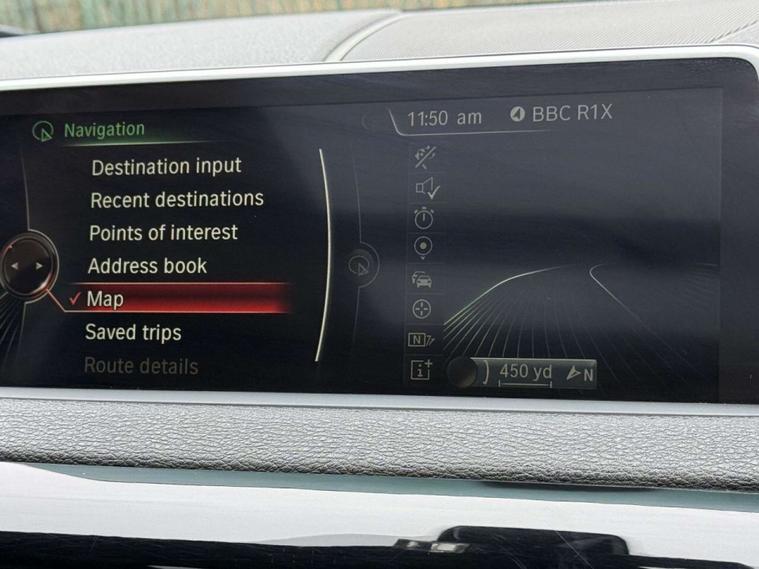 Navigation
Destination input
Recent destinations
Points of interest
Address book
Map
Saved trips
Route details
11:50 am
BBC R1X
N
i+
450 yd
N